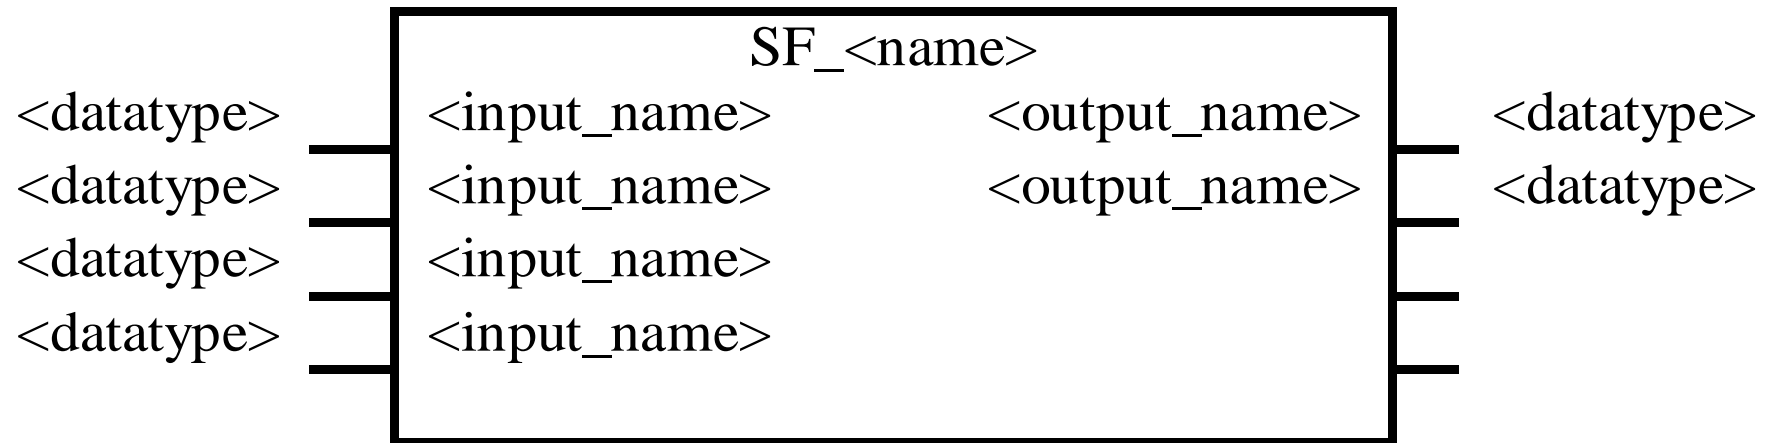 SF_<name>
<datatype> <input_name> <output_name> <datatype>
<datatype> <input_name> <output_name> <datatype>
<datatype> <input_name>
<datatype> <input_name>